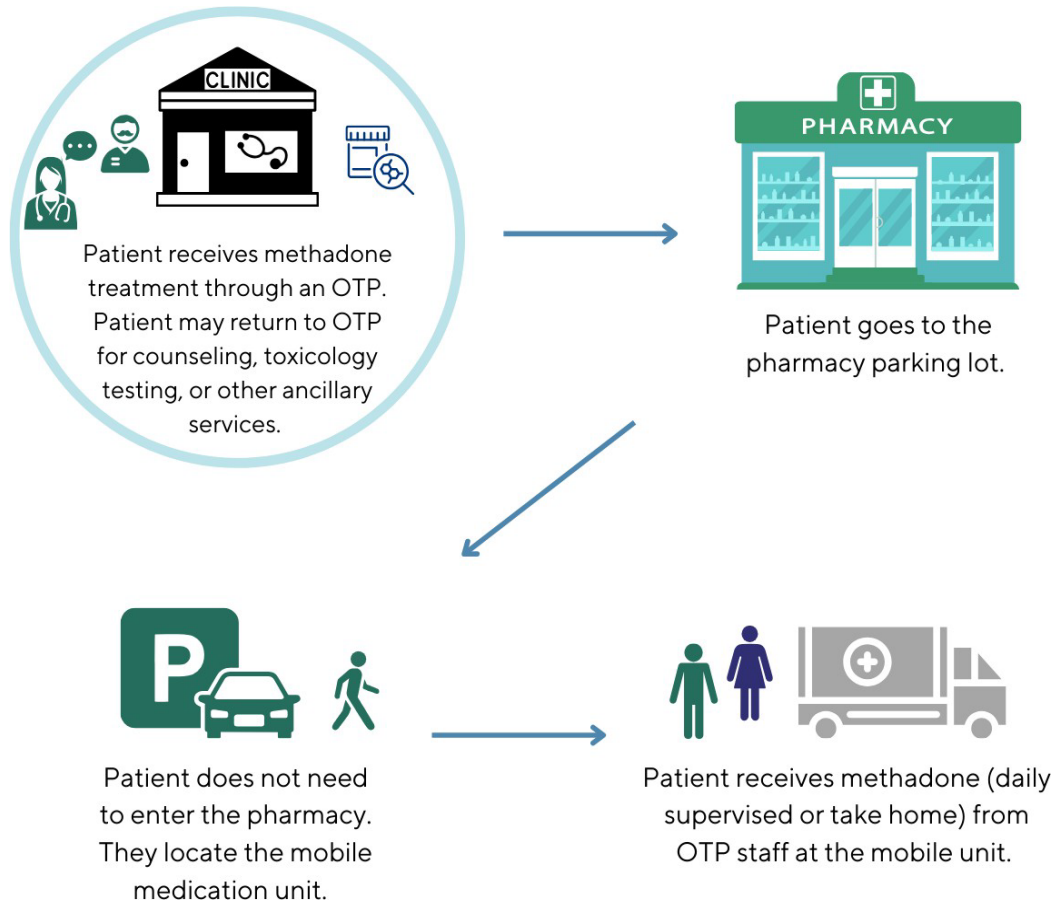 CLINIC
Patient receives methadone
treatment through an OTP.
Patient may return to OTP
for counseling, toxicology
testing, or other ancillary
services.
PHARMACY
Patient goes to the
pharmacy parking lot.
P
Patient does not need
to enter the pharmacy.
They locate the mobile
medication unit.
Patient receives methadone (daily
supervised or take home) from
OTP staff at the mobile unit.